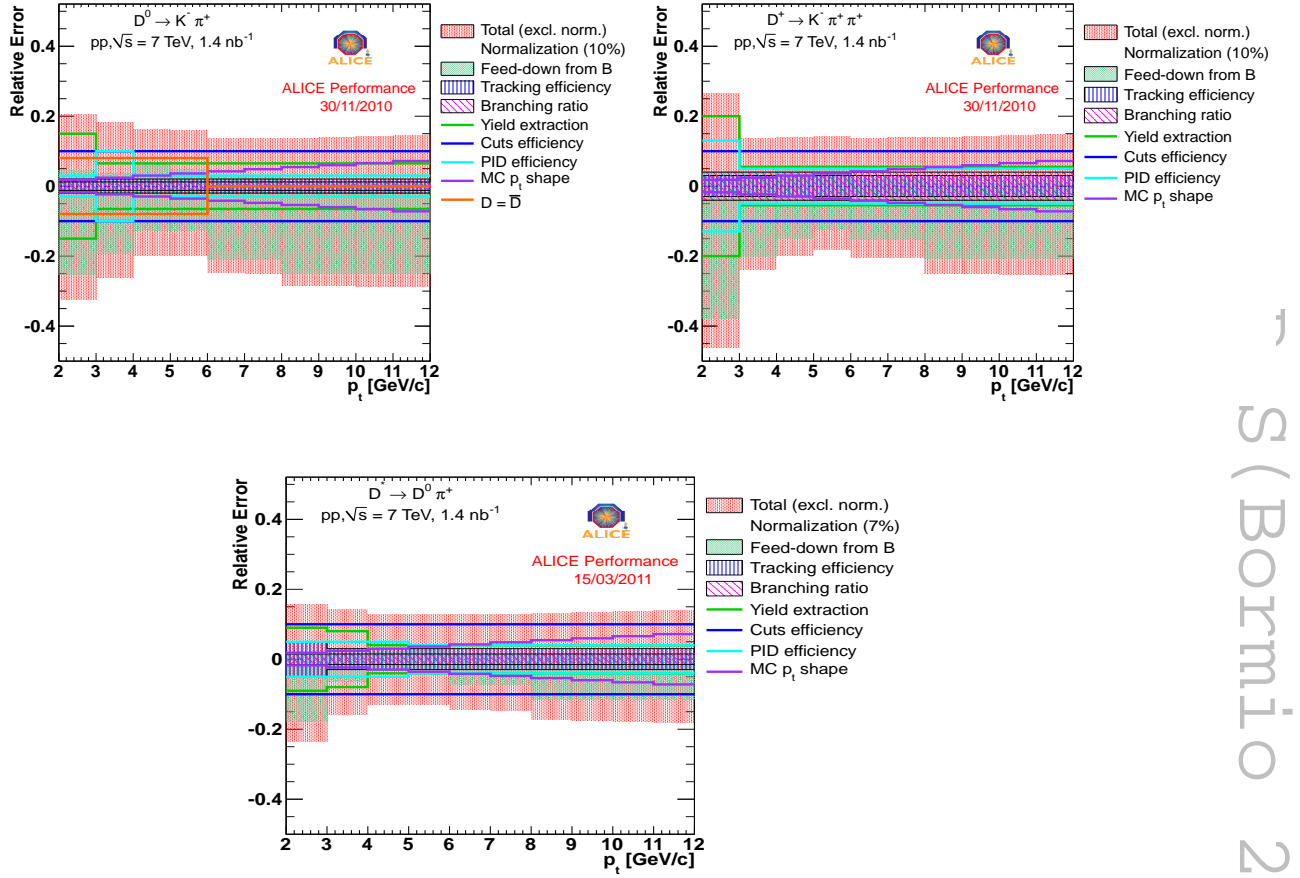 D⁰ → K⁻ π⁺
pp,√s = 7 TeV, 1.4 nb⁻¹
ALICE
ALICE Performance
30/11/2010
Relative Error
0.4
0.2
0
-0.2
-0.4
2 3 4 5 6 7 8 9 10 11 12
p_t [GeV/c]
Total (excl. norm.)
Normalization (10%)
Feed-down from B
Tracking efficiency
Branching ratio
Yield extraction
Cuts efficiency
PID efficiency
MC p_t shape
D = D̅
D⁺ → K⁻ π⁺ π⁺
pp,√s = 7 TeV, 1.4 nb⁻¹
ALICE
ALICE Performance
30/11/2010
Relative Error
0.4
0.2
0
-0.2
-0.4
2 3 4 5 6 7 8 9 10 11 12
p_t [GeV/c]
Total (excl. norm.)
Normalization (10%)
Feed-down from B
Tracking efficiency
Branching ratio
Yield extraction
Cuts efficiency
PID efficiency
MC p_t shape
D* → D⁰ π⁺
pp,√s = 7 TeV, 1.4 nb⁻¹
ALICE
ALICE Performance
15/03/2011
Relative Error
0.4
0.2
0
-0.2
-0.4
2 3 4 5 6 7 8 9 10 11 12
p_t [GeV/c]
Total (excl. norm.)
Normalization (7%)
Feed-down from B
Tracking efficiency
Branching ratio
Yield extraction
Cuts efficiency
PID efficiency
MC p_t shape
S(Bormio 2